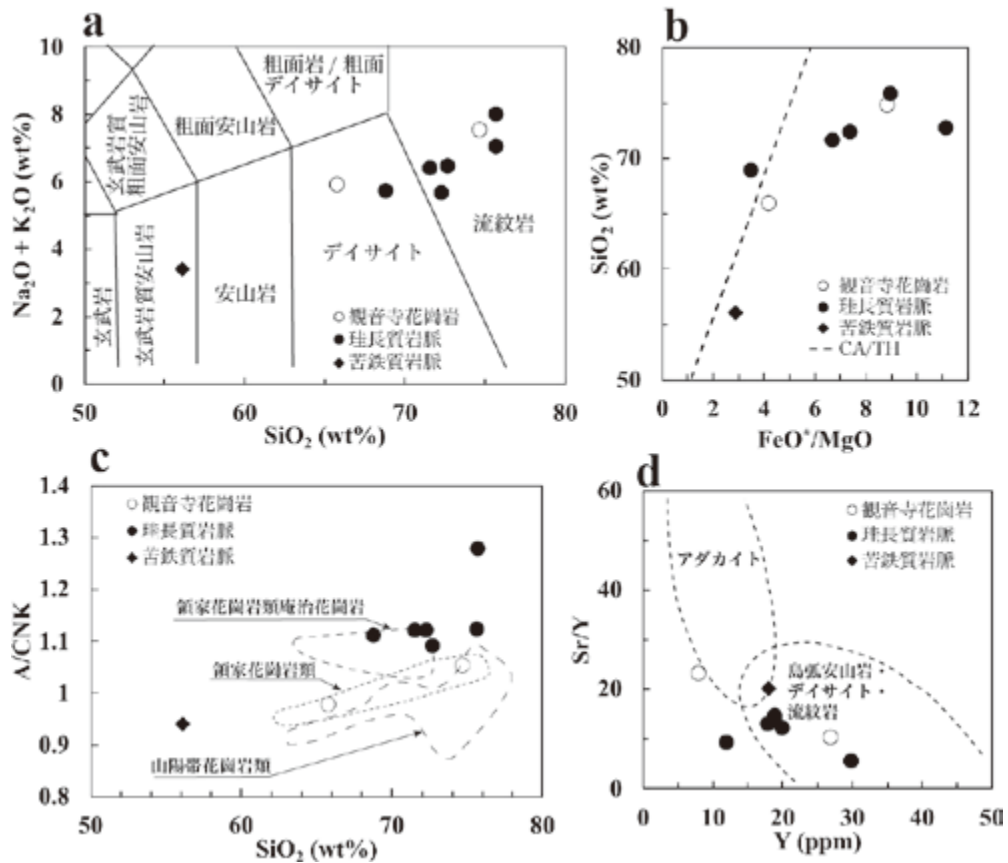 a
10
8
6
4
2
0
Na₂O + K₂O (wt%)
粗面岩 / 粗面
デイサイト
粗面安山岩
玄武岩質
粗面安山岩
玄武岩
玄武岩質安山岩
安山岩
デイサイト
流紋岩
観音寺花崗岩
珪長質岩脈
苦鉄質岩脈
50
60
70
80
SiO₂ (wt%)
b
80
70
60
50
SiO₂ (wt%)
観音寺花崗岩
珪長質岩脈
苦鉄質岩脈
CA/TH
0
2
4
6
8
10
12
FeO*/MgO
c
1.4
1.3
1.2
1.1
1
0.9
0.8
A/CNK
観音寺花崗岩
珪長質岩脈
苦鉄質岩脈
領家花崗岩類庵治花崗岩
領家花崗岩類
山陽帯花崗岩類
50
60
70
80
SiO₂ (wt%)
d
60
40
20
0
Sr/Y
観音寺花崗岩
珪長質岩脈
苦鉄質岩脈
アダカイト
島弧安山岩・
デイサイト・
流紋岩
0
10
20
30
40
50
Y (ppm)